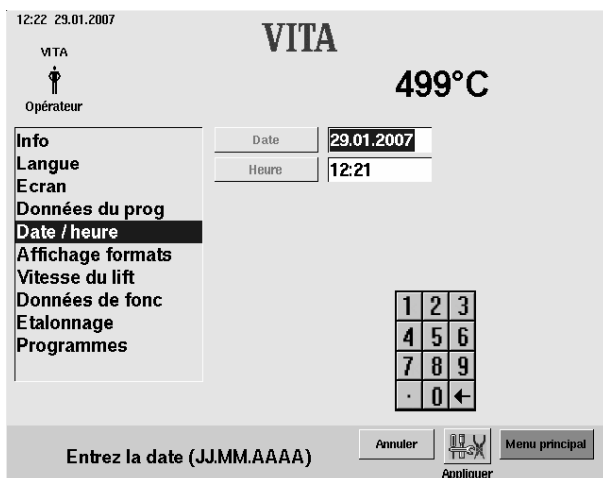 12:22 29.01.2007
VITA
VITA
Opérateur
499°C
Info
Langue
Ecran
Données du prog
Date / heure
Affichage formats
Vitesse du lift
Données de fonc
Etalonnage
Programmes
Date 29.01.2007
Heure 12:21
1 2 3
4 5 6
7 8 9
. 0 ←
Entrez la date (JJ.MM.AAAA)
Annuler
Appliquer
Menu principal